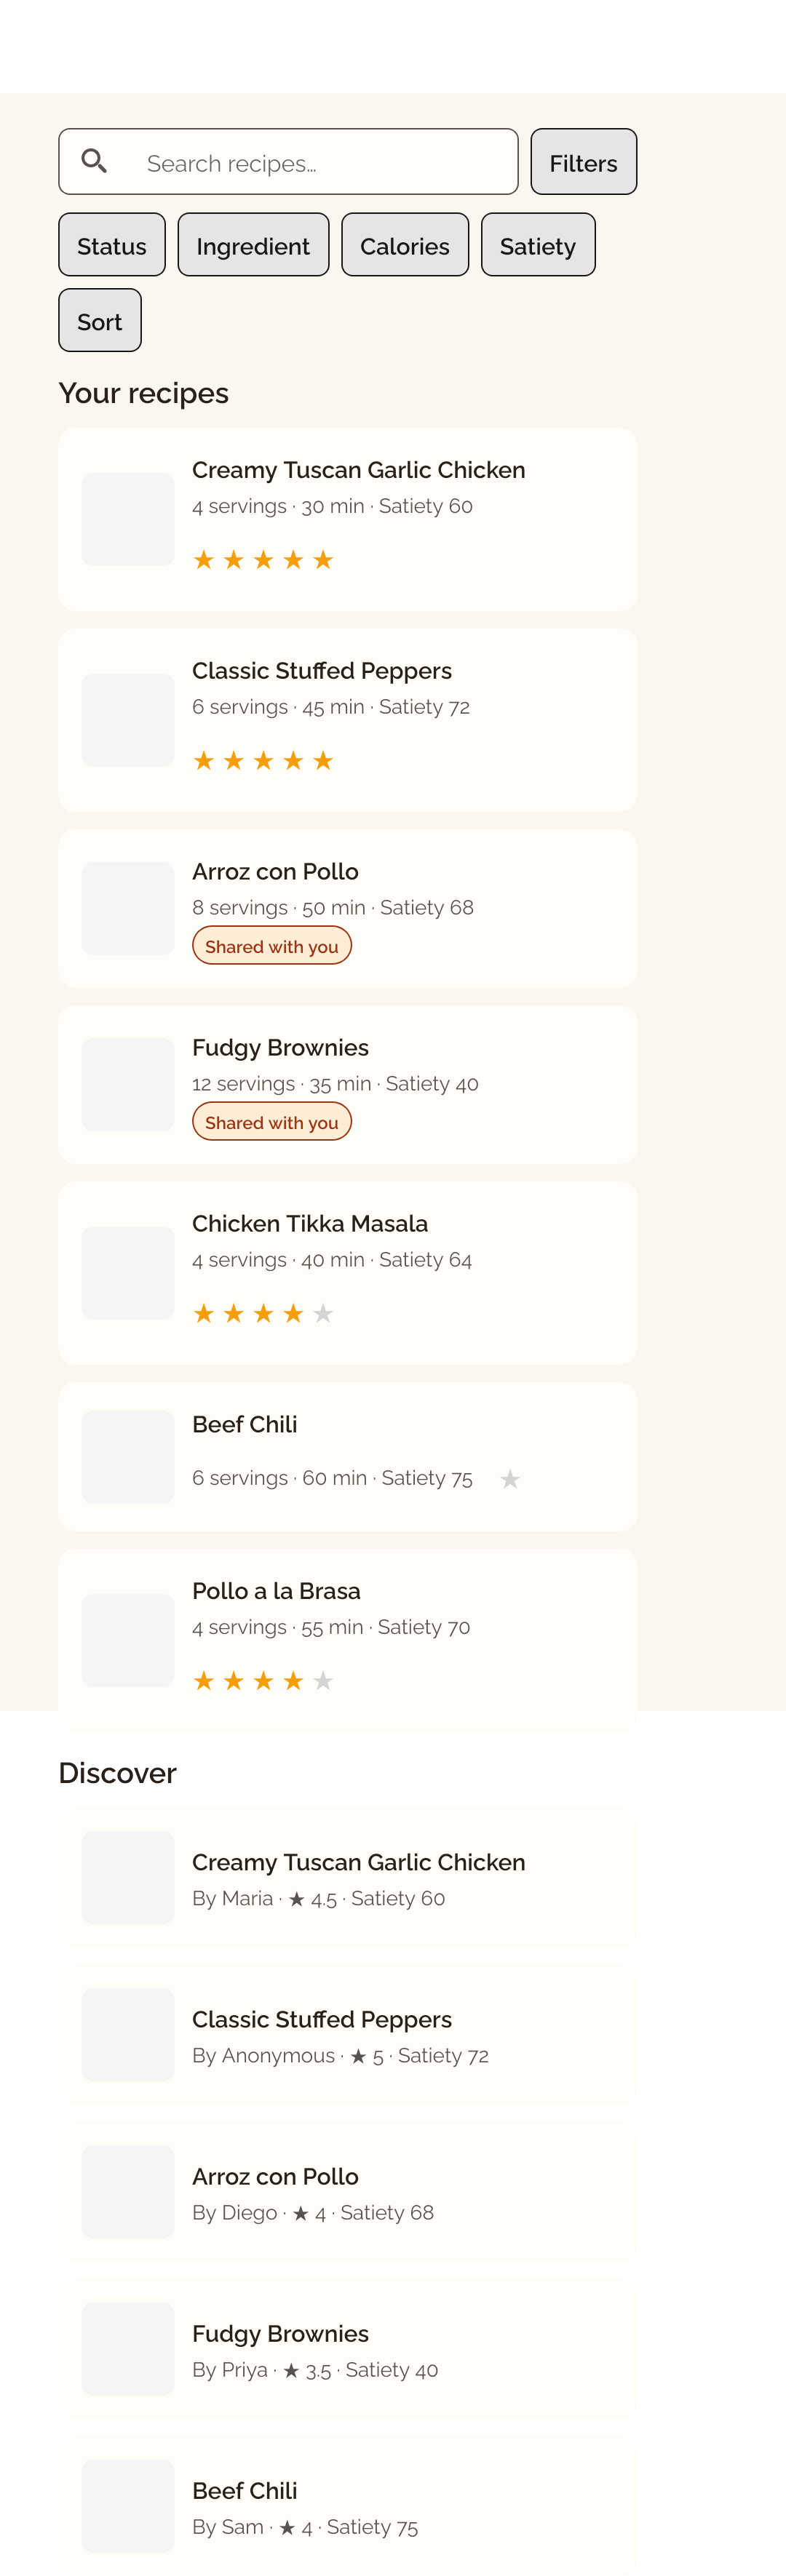 Search recipes…
Filters
Status
Ingredient
Calories
Satiety
Sort
Your recipes
Creamy Tuscan Garlic Chicken
4 servings · 30 min · Satiety 60
★ ★ ★ ★ ★
Classic Stuffed Peppers
6 servings · 45 min · Satiety 72
★ ★ ★ ★ ★
Arroz con Pollo
8 servings · 50 min · Satiety 68
Shared with you
Fudgy Brownies
12 servings · 35 min · Satiety 40
Shared with you
Chicken Tikka Masala
4 servings · 40 min · Satiety 64
★ ★ ★ ★ ★
Beef Chili
6 servings · 60 min · Satiety 75 ★
Pollo a la Brasa
4 servings · 55 min · Satiety 70
★ ★ ★ ★ ★
Discover
Creamy Tuscan Garlic Chicken
By Maria · ★ 4.5 · Satiety 60
Classic Stuffed Peppers
By Anonymous · ★ 5 · Satiety 72
Arroz con Pollo
By Diego · ★ 4 · Satiety 68
Fudgy Brownies
By Priya · ★ 3.5 · Satiety 40
Beef Chili
By Sam · ★ 4 · Satiety 75